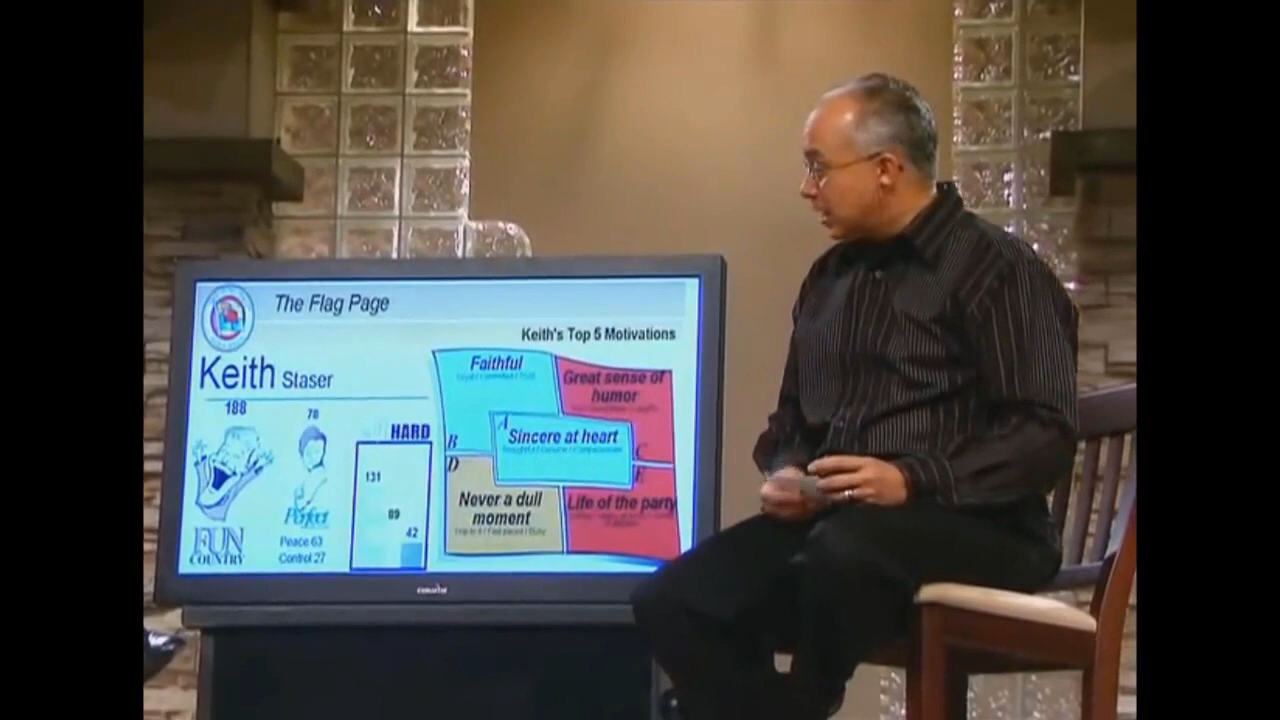 The Flag Page
Keith's Top 5 Motivations
Keith Staser
188
78
HARD
131
89
42
FUN
COUNTRY
Perfect
Peace 63
Control 27
Faithful
Great sense of
humor
A
Sincere at heart
B
C
D
E
Never a dull
moment
Life of the party